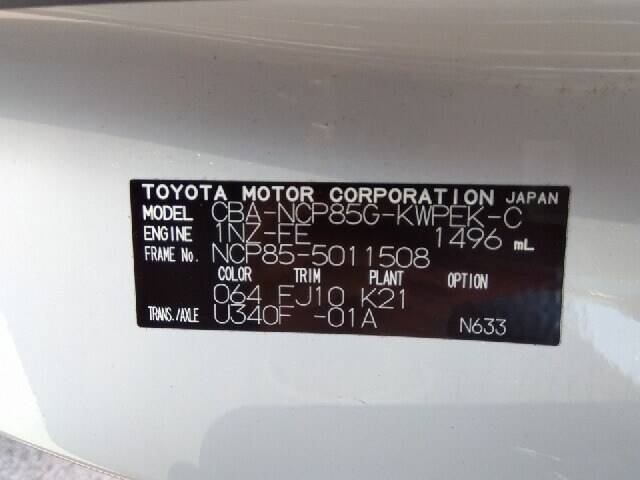 TOYOTA MOTOR CORPORATION JAPAN
MODEL CBA-NCP85G-KWPEK-C
ENGINE 1NZ-FE 1496 mL
FRAME No. NCP85-5011508
COLOR TRIM PLANT OPTION
064 FJ10 K21
TRANS./AXLE U340F -01A N633